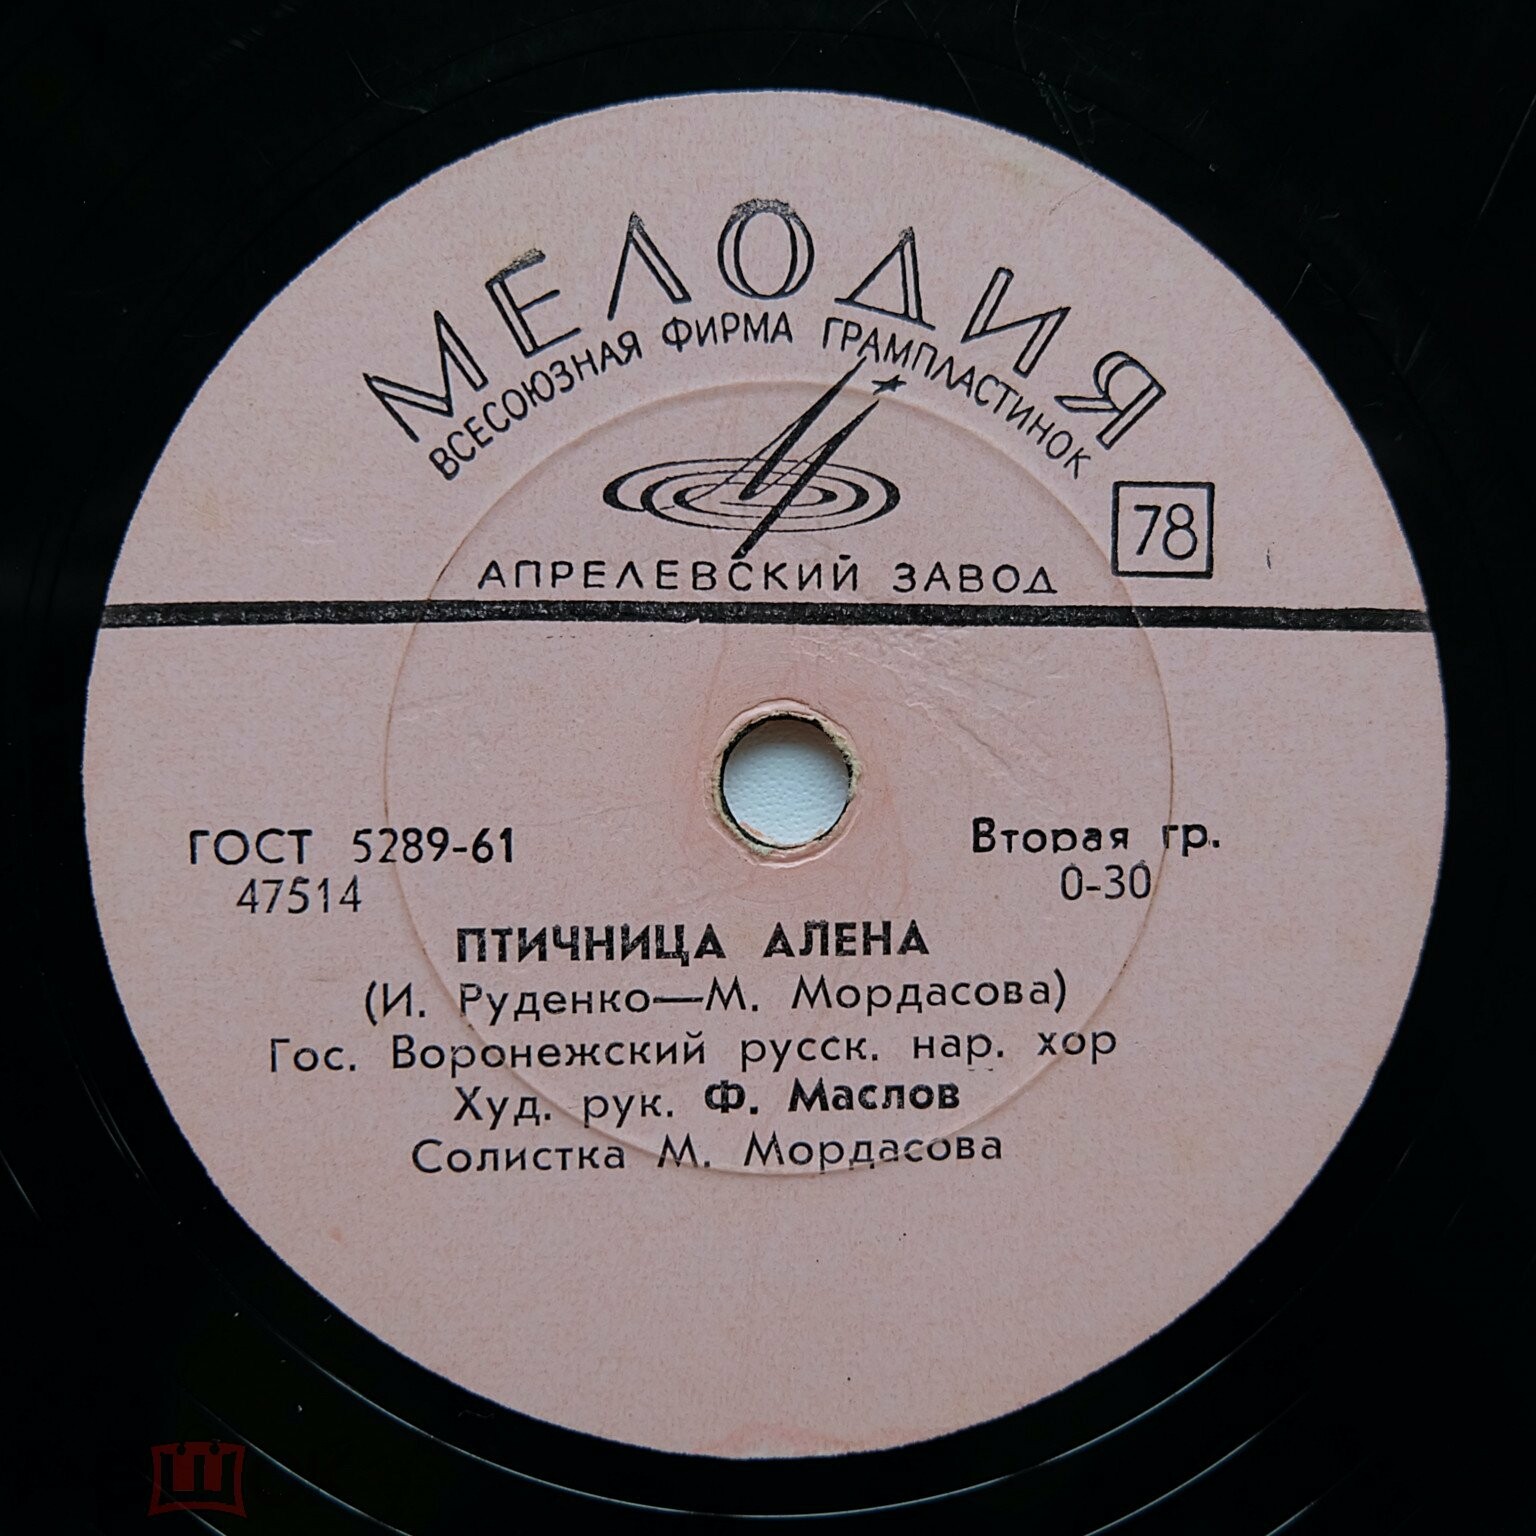 МЕЛОДИЯ
ВСЕСОЮЗНАЯ ФИРМА ГРАМПЛАСТИНОК
78
АПРЕЛЕВСКИЙ ЗАВОД
ГОСТ 5289-61
47514
Вторая гр.
0-30
ПТИЧНИЦА АЛЕНА
(И. Руденко—М. Мордасова)
Гос. Воронежский русск. нар. хор
Худ. рук. Ф. Маслов
Солистка М. Мордасова